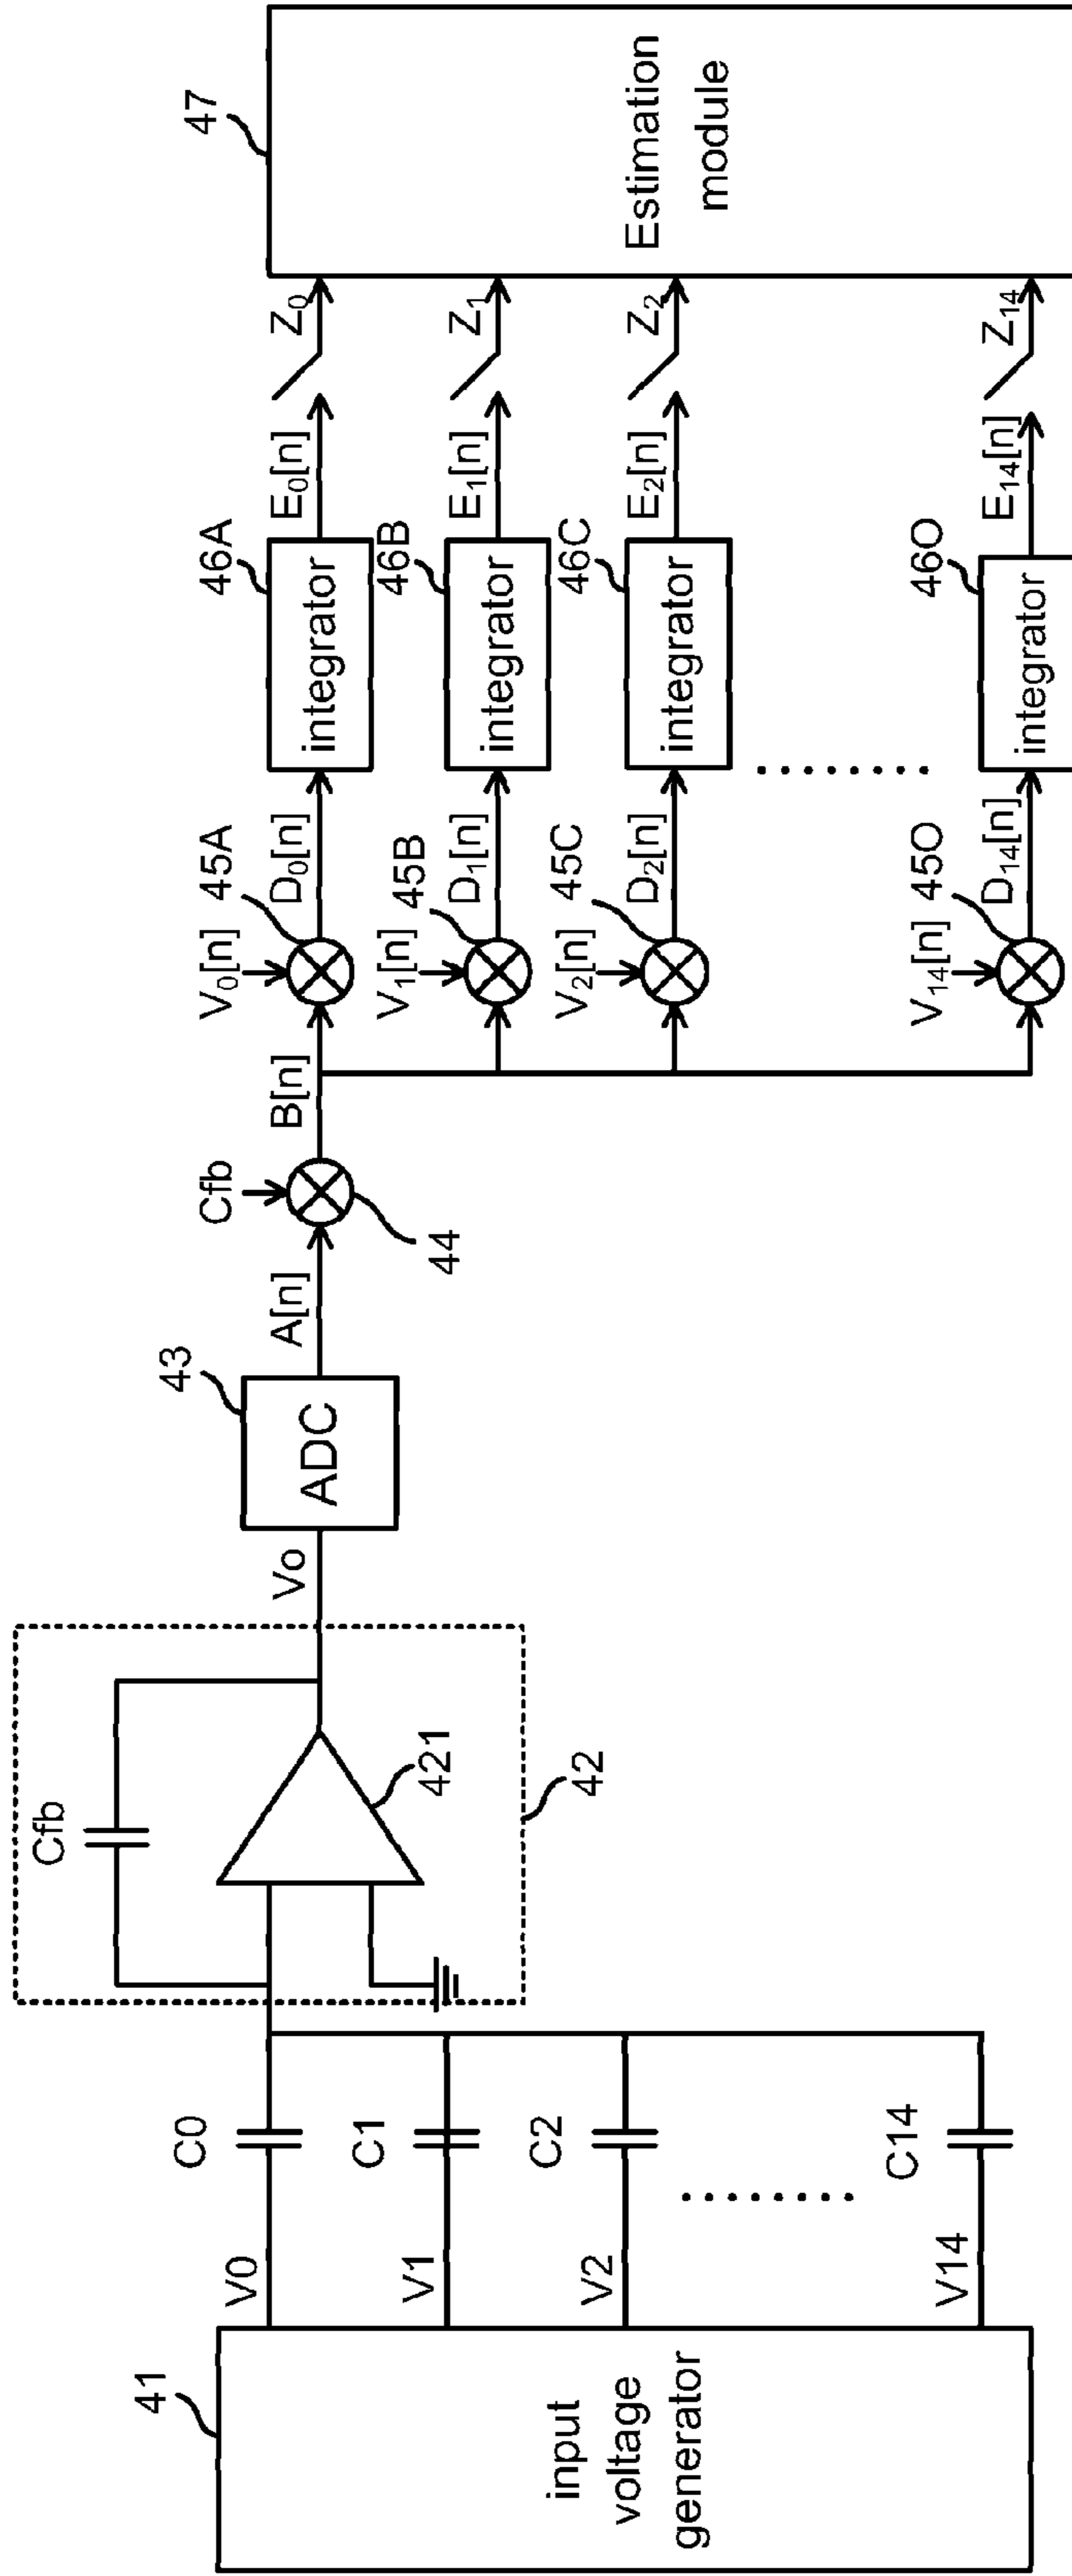 41
input
voltage
generator
V0
V1
V2
V14
C0
C1
C2
C14
Cfb
421
42
Vo
43
ADC
A[n]
Cfb
44
B[n]
V0[n]
45A
D0[n]
V1[n]
45B
D1[n]
V2[n]
45C
D2[n]
V14[n]
45O
D14[n]
46A
integrator
E0[n]
Z0
46B
integrator
E1[n]
Z1
46C
integrator
E2[n]
Z2
46O
integrator
E14[n]
Z14
47
Estimation
module